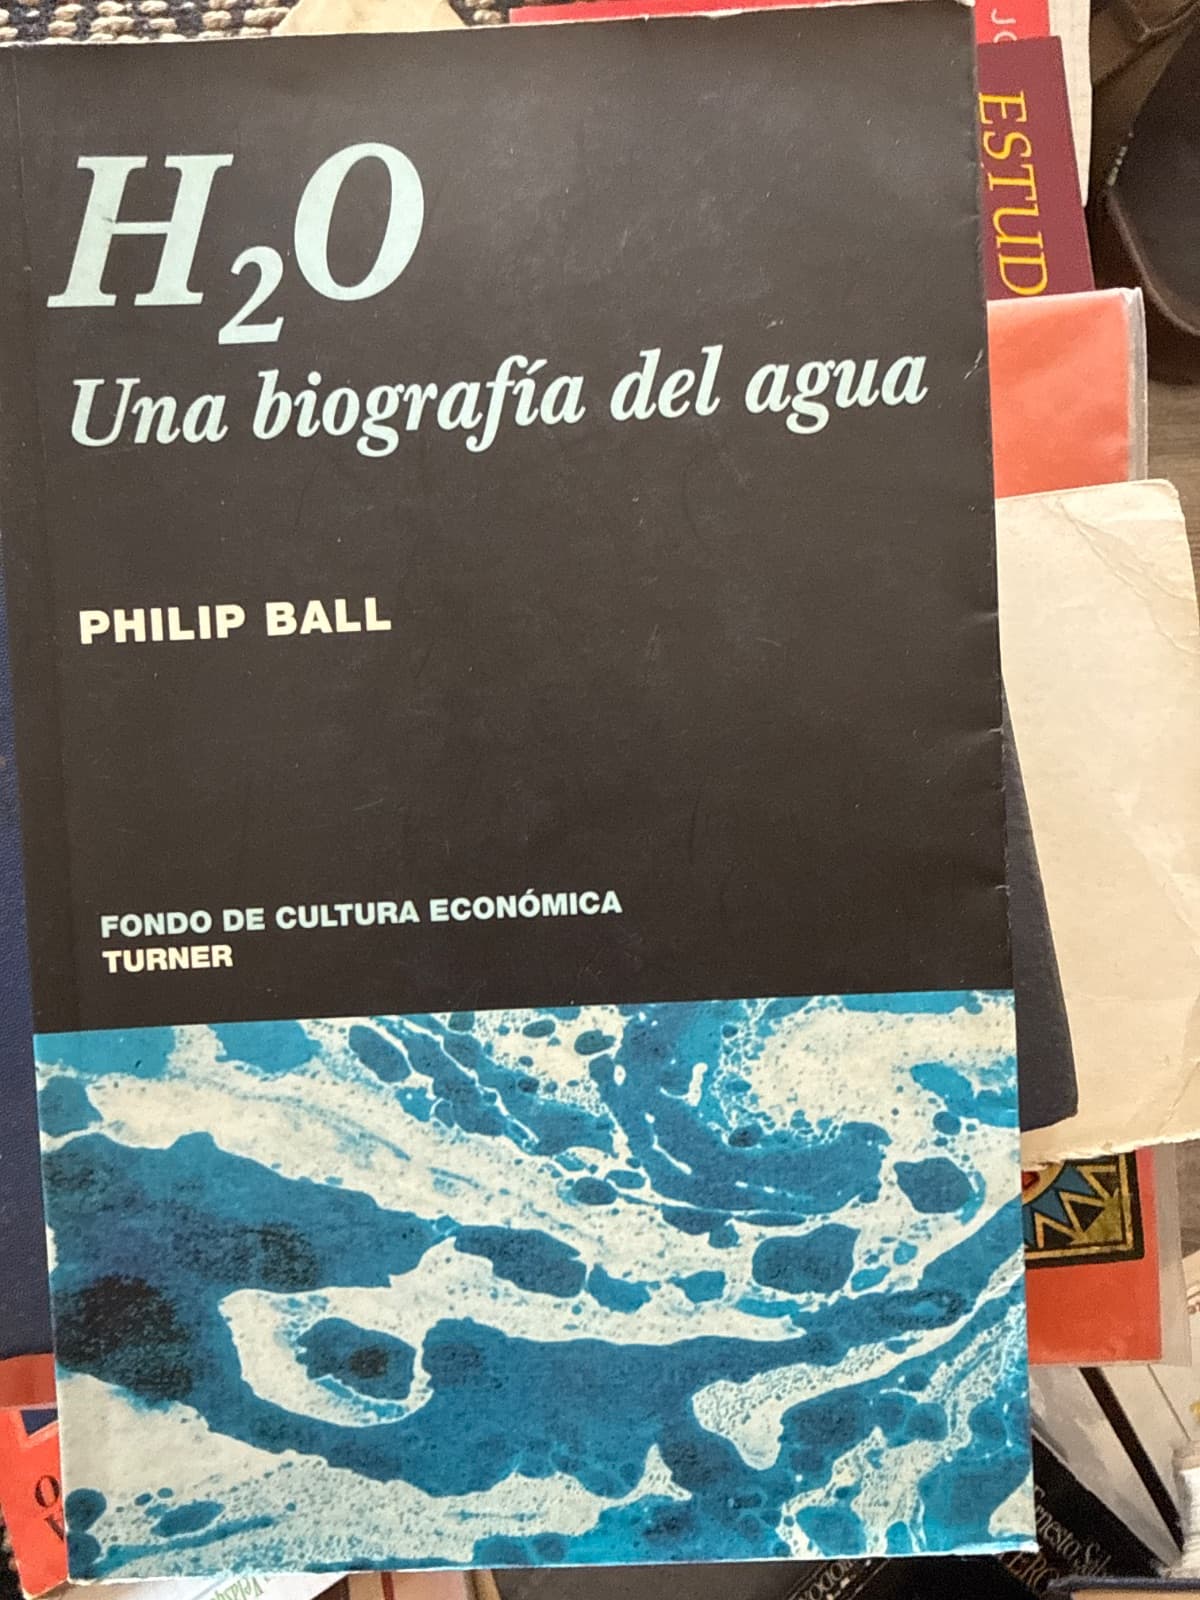 H2O
Una biografía del agua
PHILIP BALL
FONDO DE CULTURA ECONÓMICA
TURNER
ESTUD